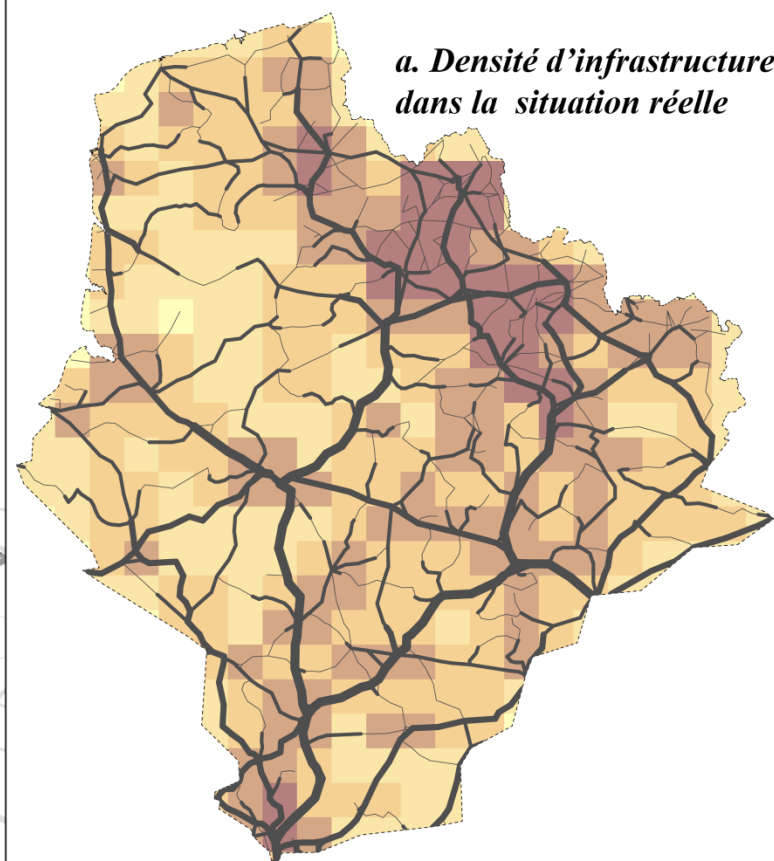 a. Densité d’infrastructure
dans la situation réelle